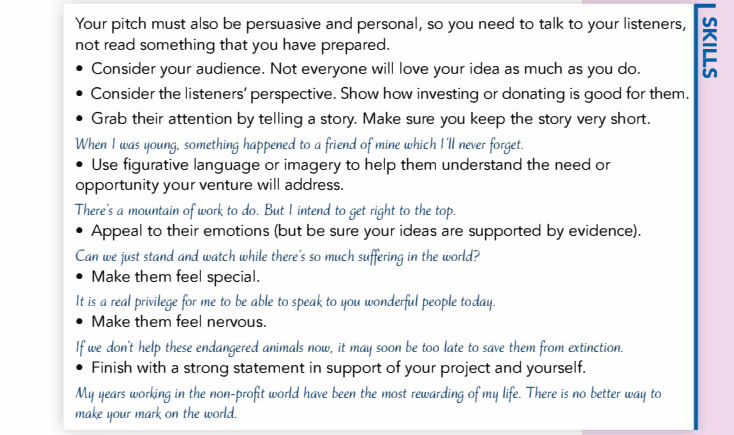 Your pitch must also be persuasive and personal, so you need to talk to your listeners,
not read something that you have prepared.
• Consider your audience. Not everyone will love your idea as much as you do.
• Consider the listeners' perspective. Show how investing or donating is good for them.
• Grab their attention by telling a story. Make sure you keep the story very short.
When I was young, something happened to a friend of mine which I'll never forget.
• Use figurative language or imagery to help them understand the need or
opportunity your venture will address.
There's a mountain of work to do. But I intend to get right to the top.
• Appeal to their emotions (but be sure your ideas are supported by evidence).
Can we just stand and watch while there's so much suffering in the world?
• Make them feel special.
It is a real privilege for me to be able to speak to you wonderful people today.
• Make them feel nervous.
If we don't help these endangered animals now, it may soon be too late to save them from extinction.
• Finish with a strong statement in support of your project and yourself.
My years working in the non-profit world have been the most rewarding of my life. There is no better way to
make your mark on the world.
SKILLS